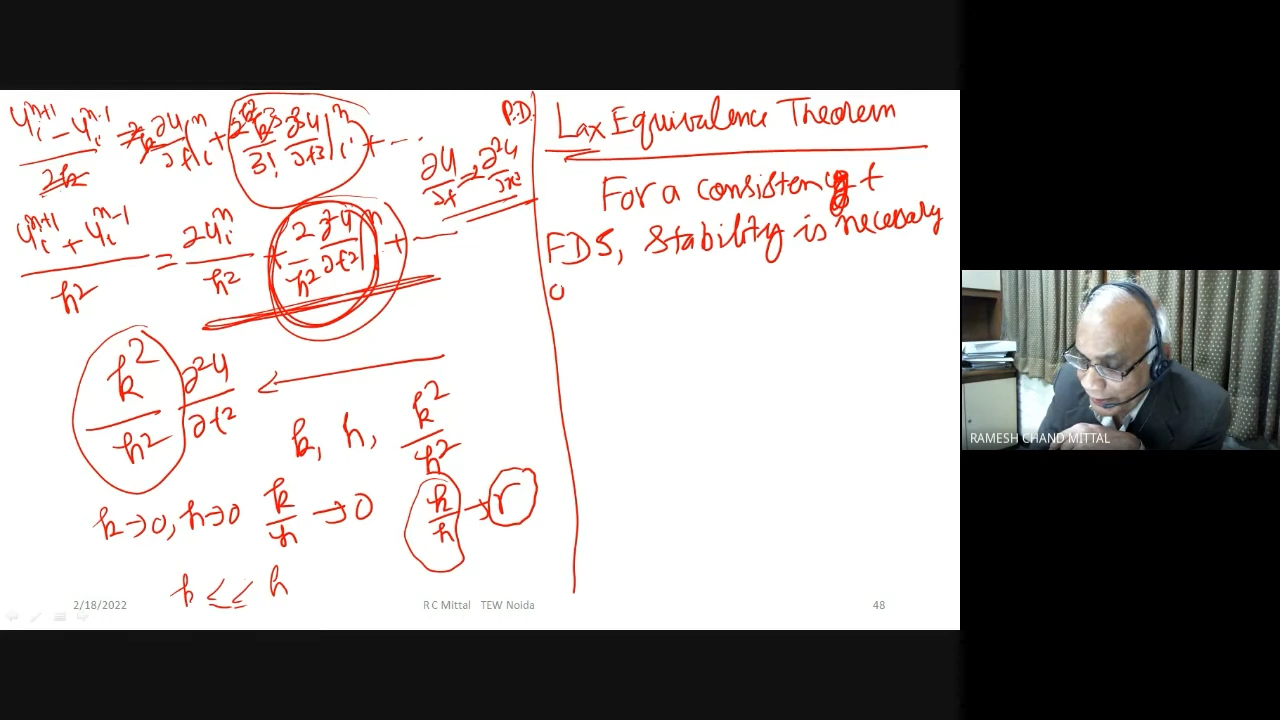 P.D.
∂u/∂t = ∂²u/∂x²
k²/h² ∂²u/∂t²
k, h, k²/h²
k→0, h→0 k/h →0 k/h → r
k ≤≤ h
Lax Equivalence Theorem
For a consistent
FDS, Stability is necessary
2/18/2022 R C Mittal TEW Noida 48
RAMESH CHAND MITTAL